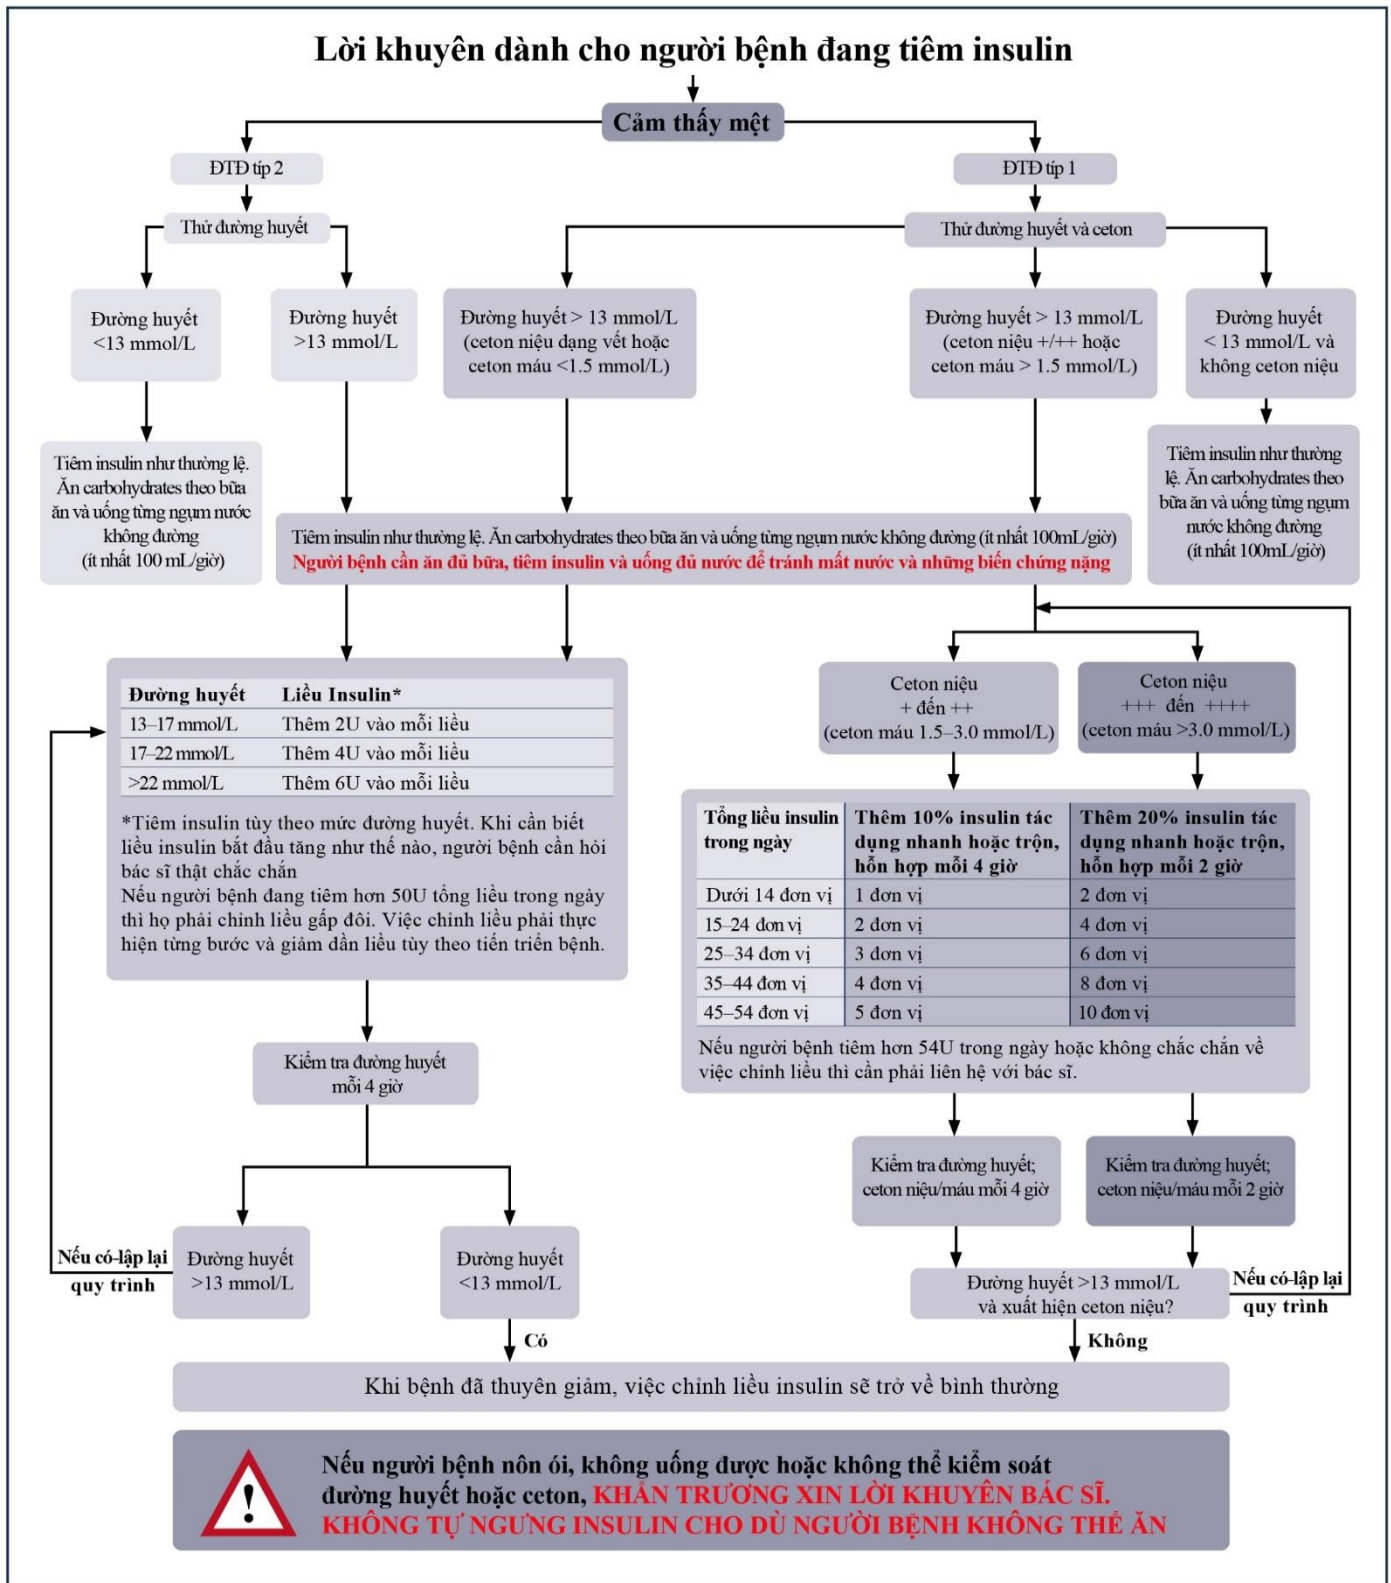 Lời khuyên dành cho người bệnh đang tiêm insulin
Cảm thấy mệt
ĐTĐ típ 2
ĐTĐ típ 1
Thử đường huyết
Thử đường huyết và ceton
Đường huyết
<13 mmol/L
Đường huyết
>13 mmol/L
Đường huyết > 13 mmol/L
(ceton niệu dạng vết hoặc
ceton máu <1.5 mmol/L)
Đường huyết > 13 mmol/L
(ceton niệu +/++ hoặc
ceton máu > 1.5 mmol/L)
Đường huyết
< 13 mmol/L và
không ceton niệu
Tiêm insulin như thường lệ.
Ăn carbohydrates theo bữa
ăn và uống từng ngụm nước
không đường
(ít nhất 100 mL/giờ)
Tiêm insulin như thường lệ. Ăn carbohydrates theo bữa ăn và uống từng ngụm nước không đường (ít nhất 100mL/giờ)
Người bệnh cần ăn đủ bữa, tiêm insulin và uống đủ nước để tránh mất nước và những biến chứng nặng
Tiêm insulin như thường
lệ. Ăn carbohydrates theo
bữa ăn và uống từng ngụm
nước không đường
(ít nhất 100mL/giờ)
Đường huyết Liều Insulin*
13–17 mmol/L Thêm 2U vào mỗi liều
17–22 mmol/L Thêm 4U vào mỗi liều
>22 mmol/L Thêm 6U vào mỗi liều
*Tiêm insulin tùy theo mức đường huyết. Khi cần biết
liều insulin bắt đầu tăng như thế nào, người bệnh cần hỏi
bác sĩ thật chắc chắn
Nếu người bệnh đang tiêm hơn 50U tổng liều trong ngày
thì họ phải chỉnh liều gấp đôi. Việc chỉnh liều phải thực
hiện từng bước và giảm dần liều tùy theo tiến triển bệnh.
Ceton niệu
+ đến ++
(ceton máu 1.5–3.0 mmol/L)
Ceton niệu
+++ đến ++++
(ceton máu >3.0 mmol/L)
Tổng liều insulin
trong ngày
Thêm 10% insulin tác
dụng nhanh hoặc trộn,
hỗn hợp mỗi 4 giờ
Thêm 20% insulin tác
dụng nhanh hoặc trộn,
hỗn hợp mỗi 2 giờ
Dưới 14 đơn vị 1 đơn vị 2 đơn vị
15–24 đơn vị 2 đơn vị 4 đơn vị
25–34 đơn vị 3 đơn vị 6 đơn vị
35–44 đơn vị 4 đơn vị 8 đơn vị
45–54 đơn vị 5 đơn vị 10 đơn vị
Nếu người bệnh tiêm hơn 54U trong ngày hoặc không chắc chắn về
việc chỉnh liều thì cần phải liên hệ với bác sĩ.
Kiểm tra đường huyết
mỗi 4 giờ
Kiểm tra đường huyết;
ceton niệu/máu mỗi 4 giờ
Kiểm tra đường huyết;
ceton niệu/máu mỗi 2 giờ
Nếu có-lập lại
quy trình
Đường huyết
>13 mmol/L
Đường huyết
<13 mmol/L
Đường huyết >13 mmol/L
và xuất hiện ceton niệu?
Nếu có-lập lại
quy trình
Có
Không
Khi bệnh đã thuyên giảm, việc chỉnh liều insulin sẽ trở về bình thường
!
Nếu người bệnh nôn ói, không uống được hoặc không thể kiểm soát
đường huyết hoặc ceton, KHẨN TRƯƠNG XIN LỜI KHUYÊN BÁC SĨ.
KHÔNG TỰ NGƯNG INSULIN CHO DÙ NGƯỜI BỆNH KHÔNG THỂ ĂN